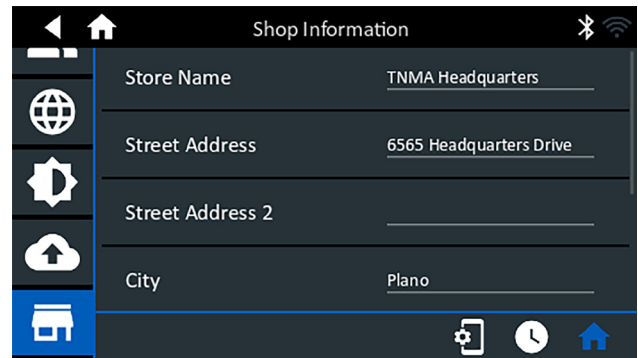 Shop Information
Store Name TNMA Headquarters
Street Address 6565 Headquarters Drive
Street Address 2
City Plano